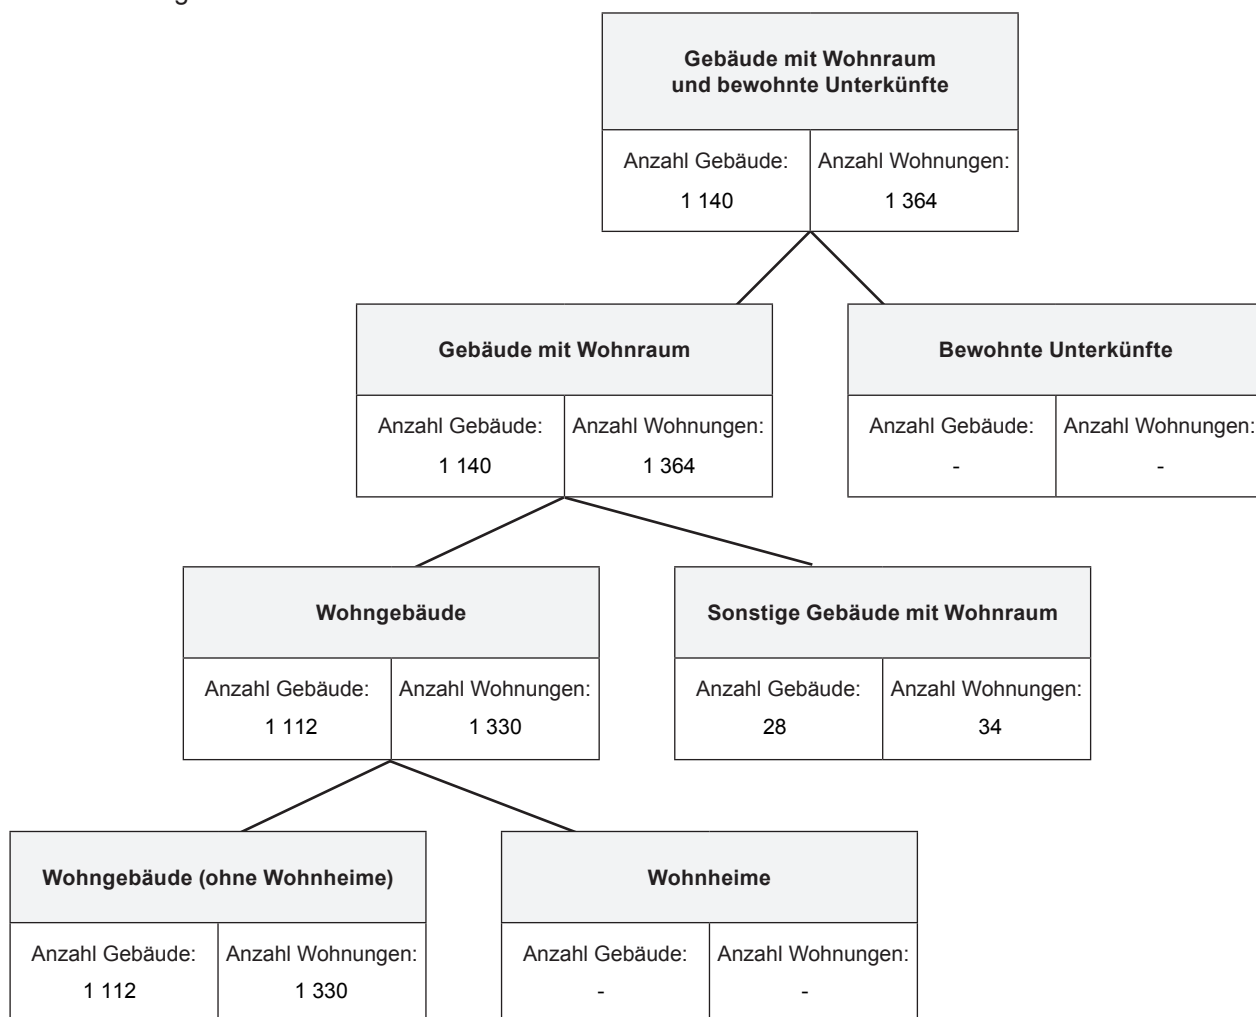 Gebäude mit Wohnraum
und bewohnte Unterkünfte
Anzahl Gebäude: Anzahl Wohnungen:
1 140 1 364
Gebäude mit Wohnraum
Anzahl Gebäude: Anzahl Wohnungen:
1 140 1 364
Bewohnte Unterkünfte
Anzahl Gebäude: Anzahl Wohnungen:
- -
Wohngebäude
Anzahl Gebäude: Anzahl Wohnungen:
1 112 1 330
Sonstige Gebäude mit Wohnraum
Anzahl Gebäude: Anzahl Wohnungen:
28 34
Wohngebäude (ohne Wohnheime)
Anzahl Gebäude: Anzahl Wohnungen:
1 112 1 330
Wohnheime
Anzahl Gebäude: Anzahl Wohnungen:
- -